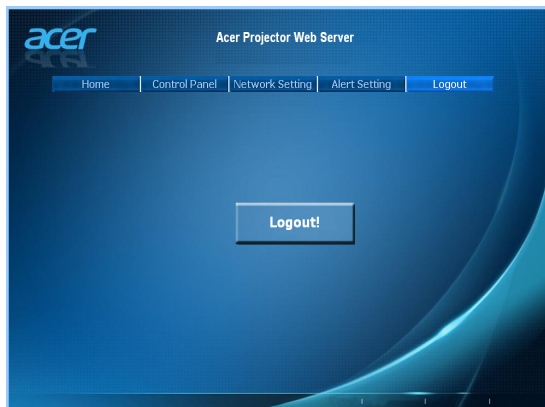 acer
Acer Projector Web Server
Home
Control Panel
Network Setting
Alert Setting
Logout
Logout!